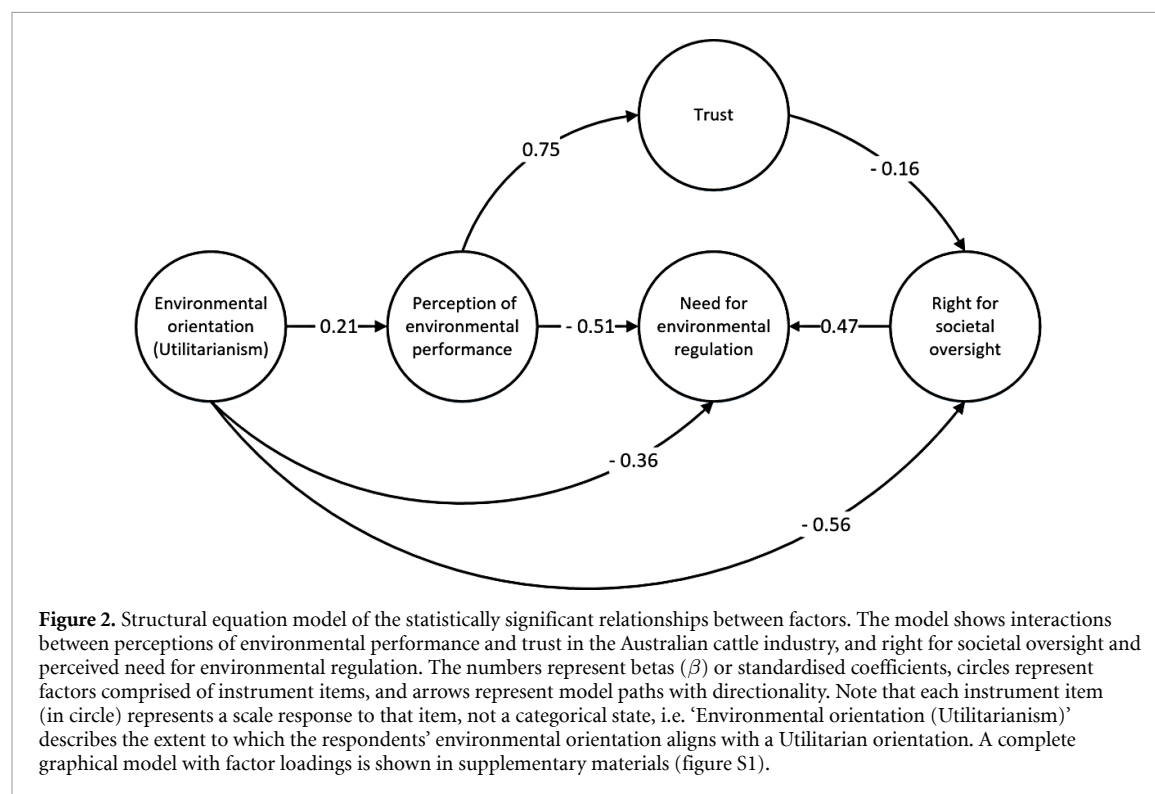 Trust
0.75
- 0.16
Environmental
orientation
(Utilitarianism)
0.21
Perception of
environmental
performance
- 0.51
Need for
environmental
regulation
0.47
Right for
societal
oversight
- 0.36
- 0.56
Figure 2. Structural equation model of the statistically significant relationships between factors. The model shows interactions
between perceptions of environmental performance and trust in the Australian cattle industry, and right for societal oversight and
perceived need for environmental regulation. The numbers represent betas (β) or standardised coefficients, circles represent
factors comprised of instrument items, and arrows represent model paths with directionality. Note that each instrument item
(in circle) represents a scale response to that item, not a categorical state, i.e. ‘Environmental orientation (Utilitarianism)’
describes the extent to which the respondents’ environmental orientation aligns with a Utilitarian orientation. A complete
graphical model with factor loadings is shown in supplementary materials (figure S1).